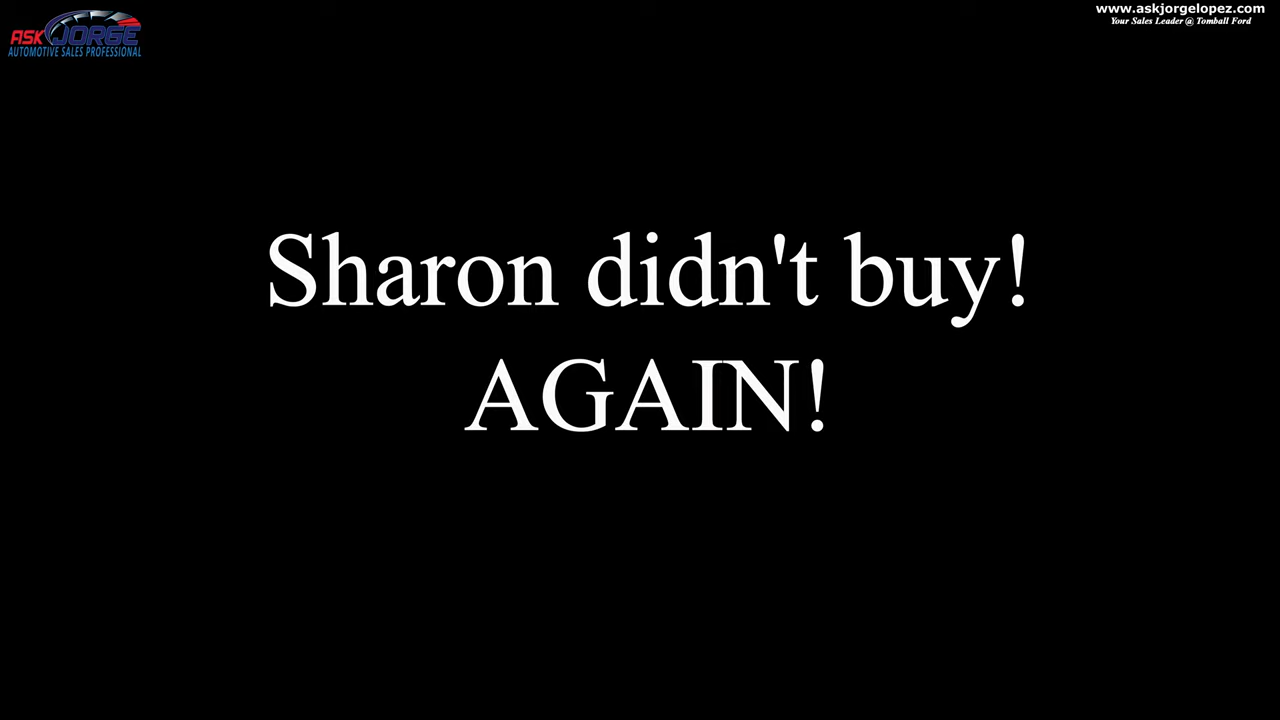 ASK JORGE
AUTOMOTIVE SALES PROFESSIONAL
www.askjorgelopez.com
Your Sales Leader @ Tomball Ford
Sharon didn't buy!
AGAIN!